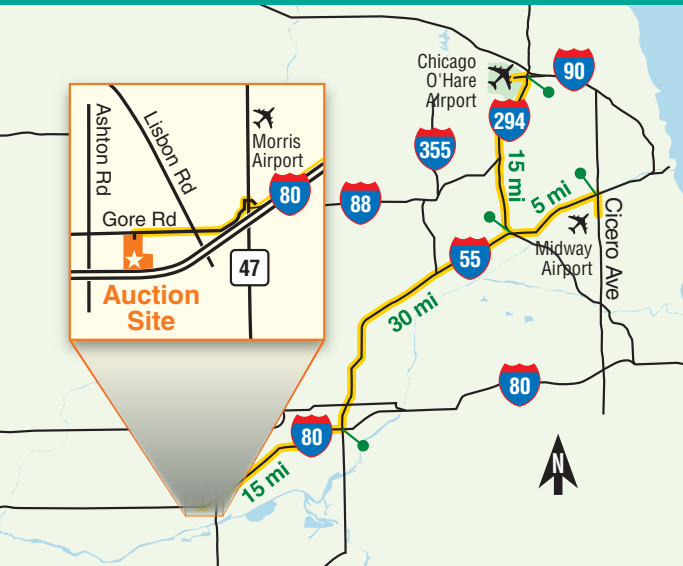 Chicago
O'Hare
Airport
90
294
355
15 mi
5 mi
88
55
Midway
Airport
Cicero Ave
30 mi
80
80
15 mi
N
Ashton Rd
Lisbon Rd
Morris
Airport
80
Gore Rd
47
Auction
Site